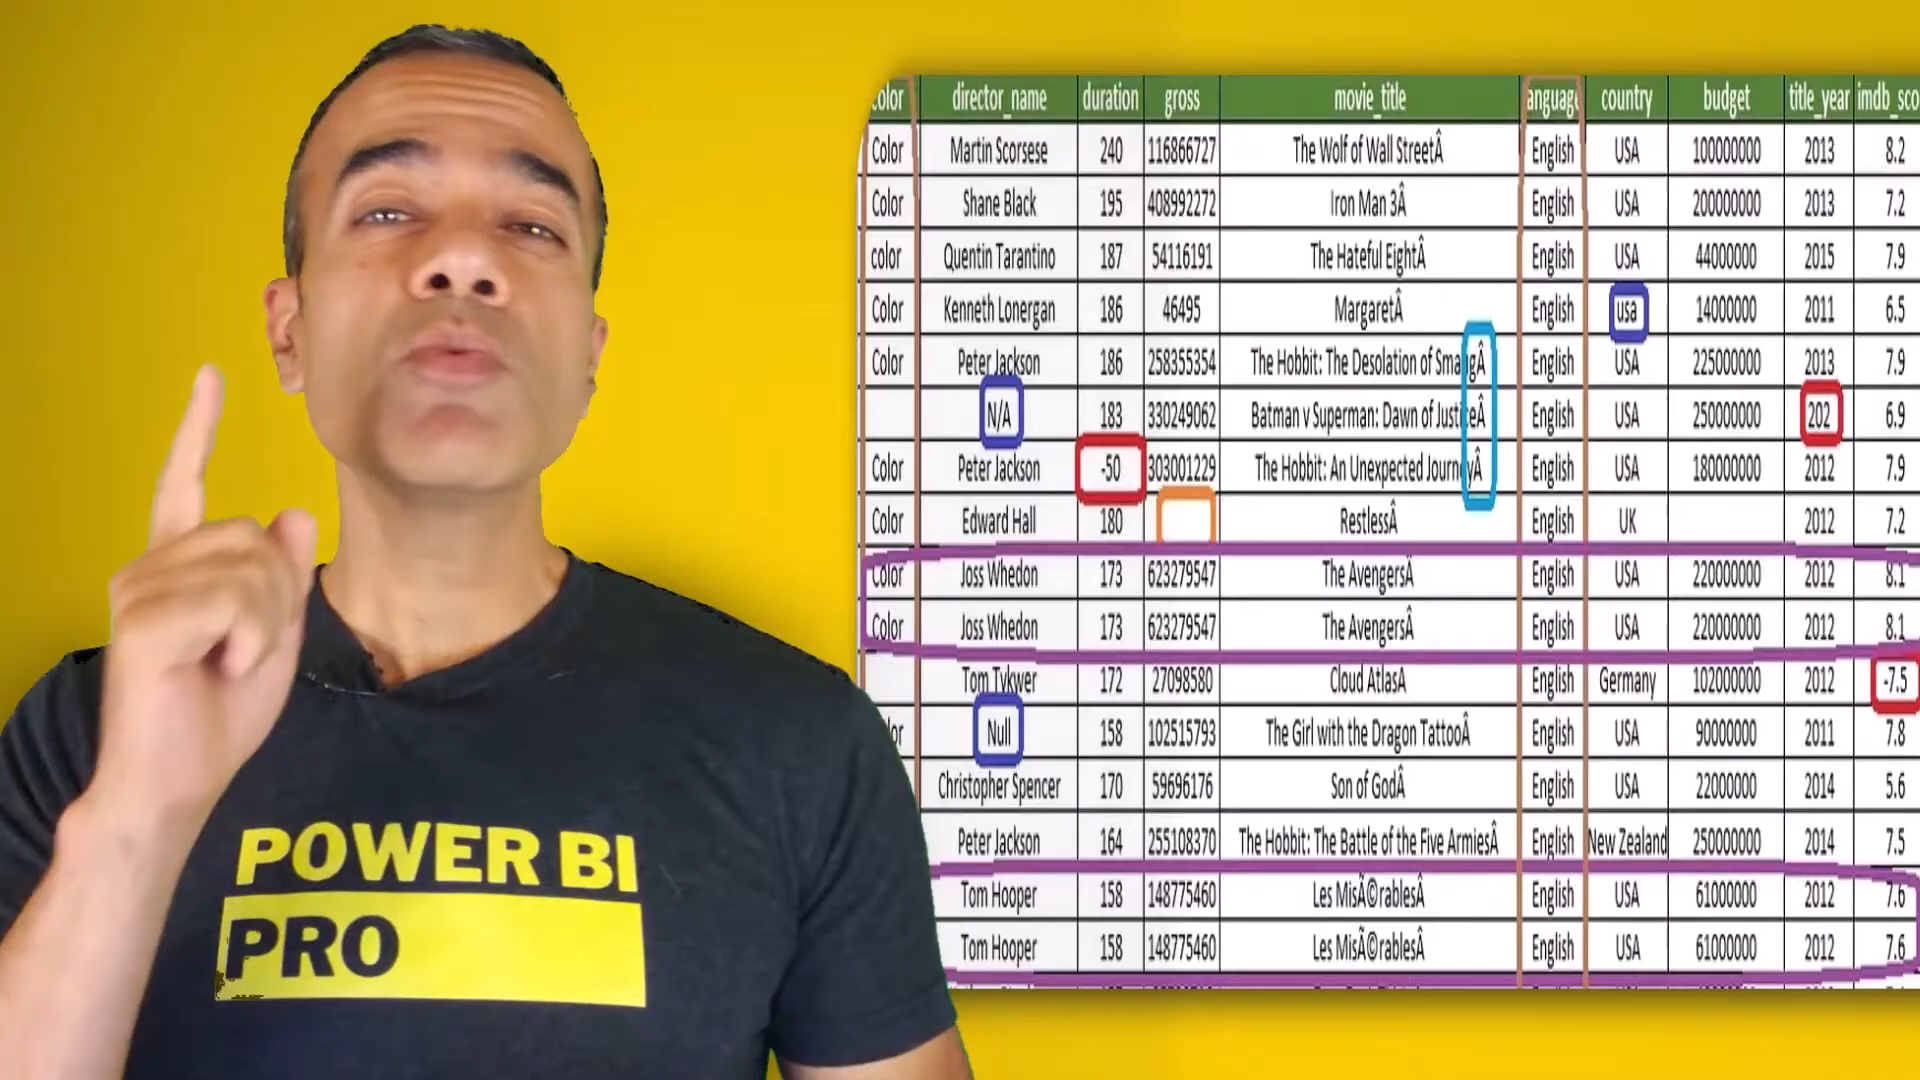 POWER BI
PRO
color director_name duration gross movie_title language country budget title_year imdb_sco
Color Martin Scorsese 240 116866727 The Wolf of Wall StreetÂ English USA 100000000 2013 8.2
Color Shane Black 195 408992272 Iron Man 3Â English USA 200000000 2013 7.2
color Quentin Tarantino 187 54116191 The Hateful EightÂ English USA 44000000 2015 7.9
Color Kenneth Lonergan 186 46495 MargaretÂ English usa 14000000 2011 6.5
Color Peter Jackson 186 258355354 The Hobbit: The Desolation of SmaugÂ English USA 225000000 2013 7.9
N/A 183 330249062 Batman v Superman: Dawn of JusticeÂ English USA 250000000 202 6.9
Color Peter Jackson -50 303001229 The Hobbit: An Unexpected JourneyÂ English USA 180000000 2012 7.9
Color Edward Hall 180 RestlessÂ English UK 2012 7.2
Color Joss Whedon 173 623279547 The AvengersÂ English USA 220000000 2012 8.1
Color Joss Whedon 173 623279547 The AvengersÂ English USA 220000000 2012 8.1
Tom Tykwer 172 27098580 Cloud AtlasÂ English Germany 102000000 2012 -7.5
or Null 158 102515793 The Girl with the Dragon TattooÂ English USA 90000000 2011 7.8
Christopher Spencer 170 59696176 Son of GodÂ English USA 22000000 2014 5.6
Peter Jackson 164 255108370 The Hobbit: The Battle of the Five ArmiesÂ English New Zealand 250000000 2014 7.5
Tom Hooper 158 148775460 Les MisÃ©rablesÂ English USA 61000000 2012 7.6
Tom Hooper 158 148775460 Les MisÃ©rablesÂ English USA 61000000 2012 7.6